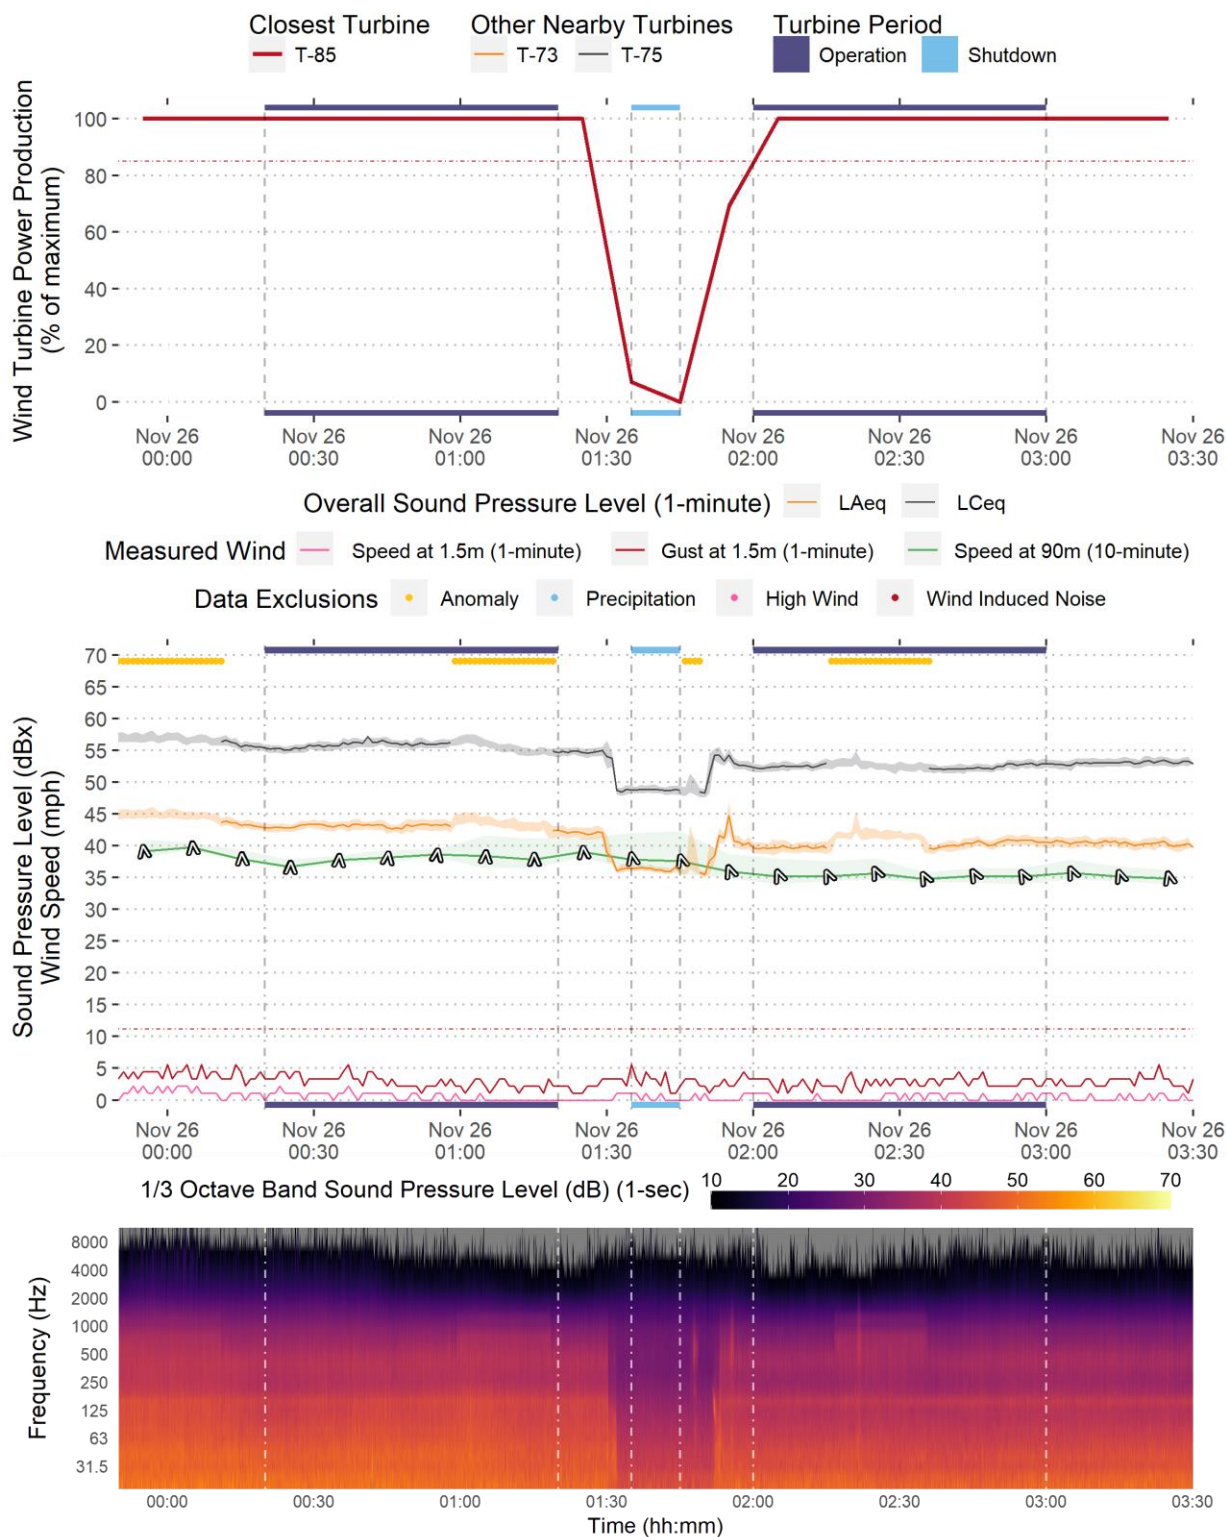 Closest Turbine Other Nearby Turbines Turbine Period
T-85 T-73 T-75 Operation Shutdown
Wind Turbine Power Production
(% of maximum)
100
80
60
40
20
0
Nov 26 Nov 26 Nov 26 Nov 26 Nov 26 Nov 26 Nov 26 Nov 26
00:00 00:30 01:00 01:30 02:00 02:30 03:00 03:30
Overall Sound Pressure Level (1-minute) LAeq LCeq
Measured Wind Speed at 1.5m (1-minute) Gust at 1.5m (1-minute) Speed at 90m (10-minute)
Data Exclusions Anomaly Precipitation High Wind Wind Induced Noise
Sound Pressure Level (dBx)
Wind Speed (mph)
70
65
60
55
50
45
40
35
30
25
20
15
10
5
0
Nov 26 Nov 26 Nov 26 Nov 26 Nov 26 Nov 26 Nov 26 Nov 26
00:00 00:30 01:00 01:30 02:00 02:30 03:00 03:30
1/3 Octave Band Sound Pressure Level (dB) (1-sec)
10 20 30 40 50 60 70
Frequency (Hz)
8000
4000
2000
1000
500
250
125
63
31.5
00:00 00:30 01:00 01:30 02:00 02:30 03:00 03:30
Time (hh:mm)